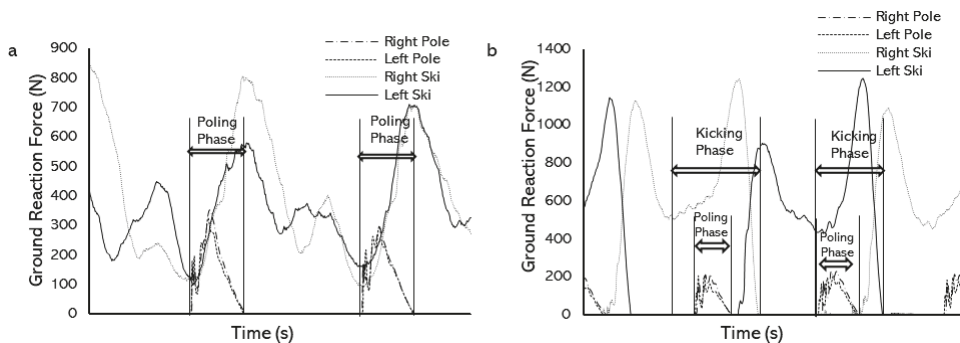 a
Ground Reaction Force (N)
900
800
700
600
500
400
300
200
100
0
Right Pole
Left Pole
Right Ski
Left Ski
Poling
Phase
Poling
Phase
Time (s)
b
Ground Reaction Force (N)
1400
1200
1000
800
600
400
200
0
Right Pole
Left Pole
Right Ski
Left Ski
Kicking
Phase
Kicking
Phase
Poling
Phase
Poling
Phase
Time (s)